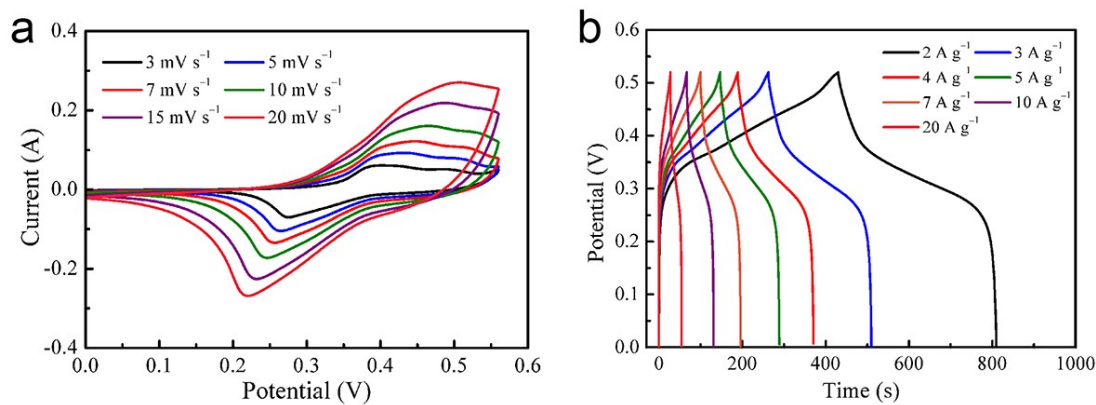 a
0.4
0.2
0.0
-0.2
-0.4
Current (A)
3 mV s⁻¹ 5 mV s⁻¹
7 mV s⁻¹ 10 mV s⁻¹
15 mV s⁻¹ 20 mV s⁻¹
0.0 0.1 0.2 0.3 0.4 0.5 0.6
Potential (V)
b
0.6
0.5
0.4
0.3
0.2
0.1
0.0
Potential (V)
2 A g⁻¹ 3 A g⁻¹
4 A g⁻¹ 5 A g⁻¹
7 A g⁻¹ 10 A g⁻¹
20 A g⁻¹
0 200 400 600 800 1000
Time (s)